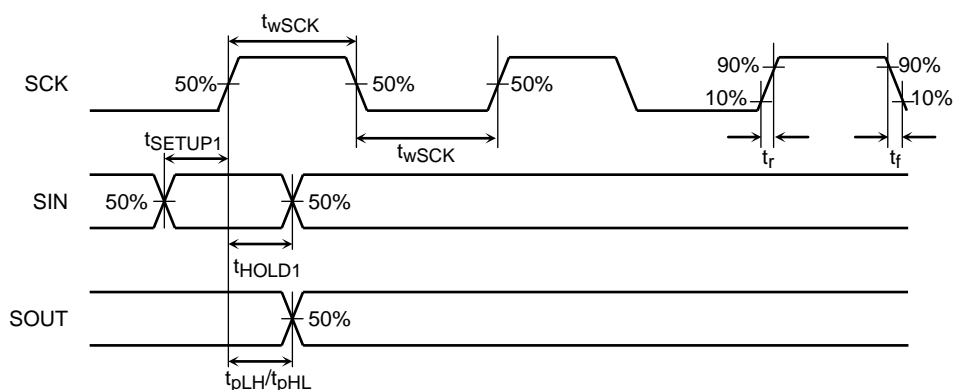 twSCK
SCK
50%
50%
50%
90%
90%
10%
10%
tSETUP1
twSCK
tr
tf
SIN
50%
50%
tHOLD1
SOUT
50%
tpLH/tpHL